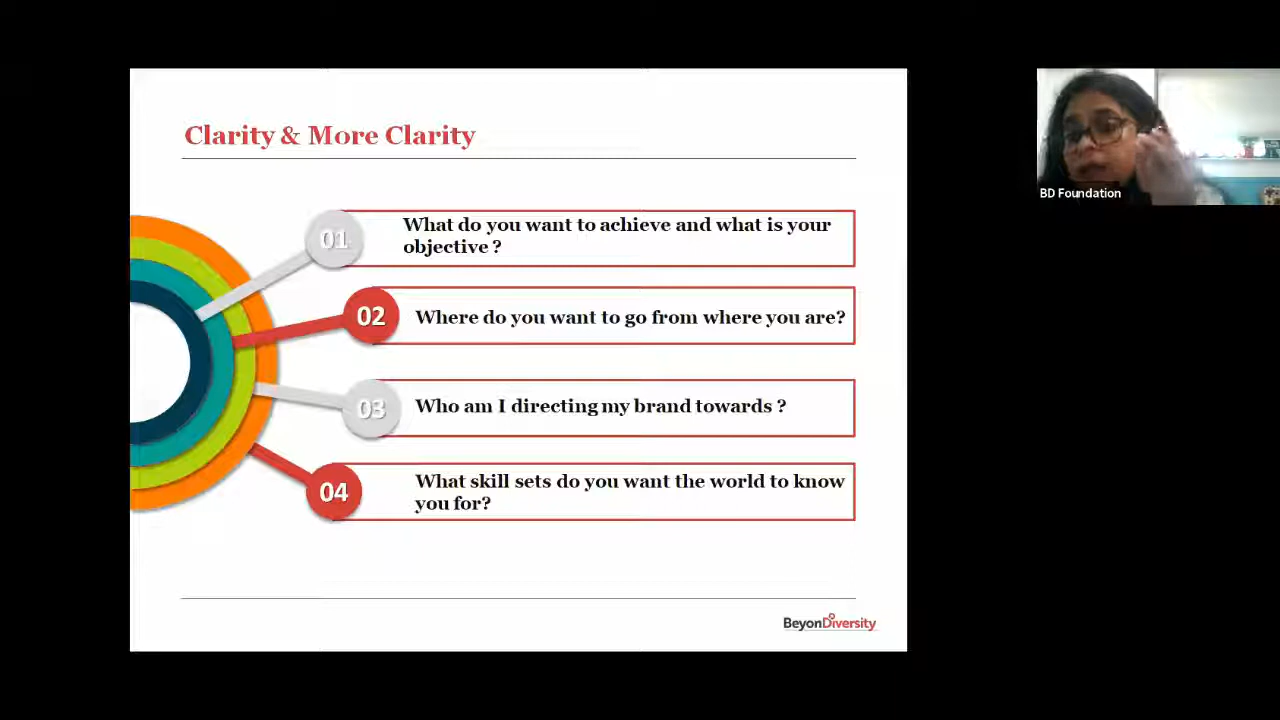 Clarity & More Clarity
01
What do you want to achieve and what is your
objective ?
02
Where do you want to go from where you are?
03
Who am I directing my brand towards ?
04
What skill sets do you want the world to know
you for?
BeyonDiversity
BD Foundation